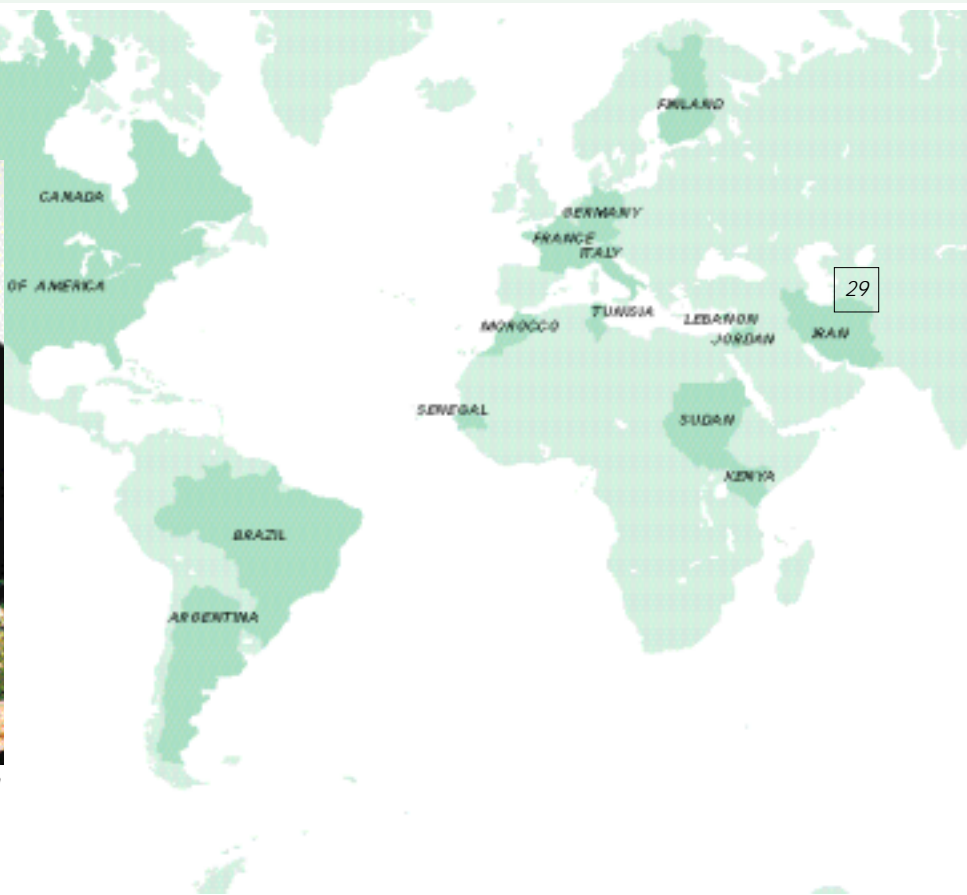 FINLAND
CANADA
GERMANY
FRANCE
ITALY
OF AMERICA
29
TUNISIA
LEBANON
MOROCCO
JORDAN
IRAN
SENEGAL
SUDAN
KENYA
BRAZIL
ARGENTINA